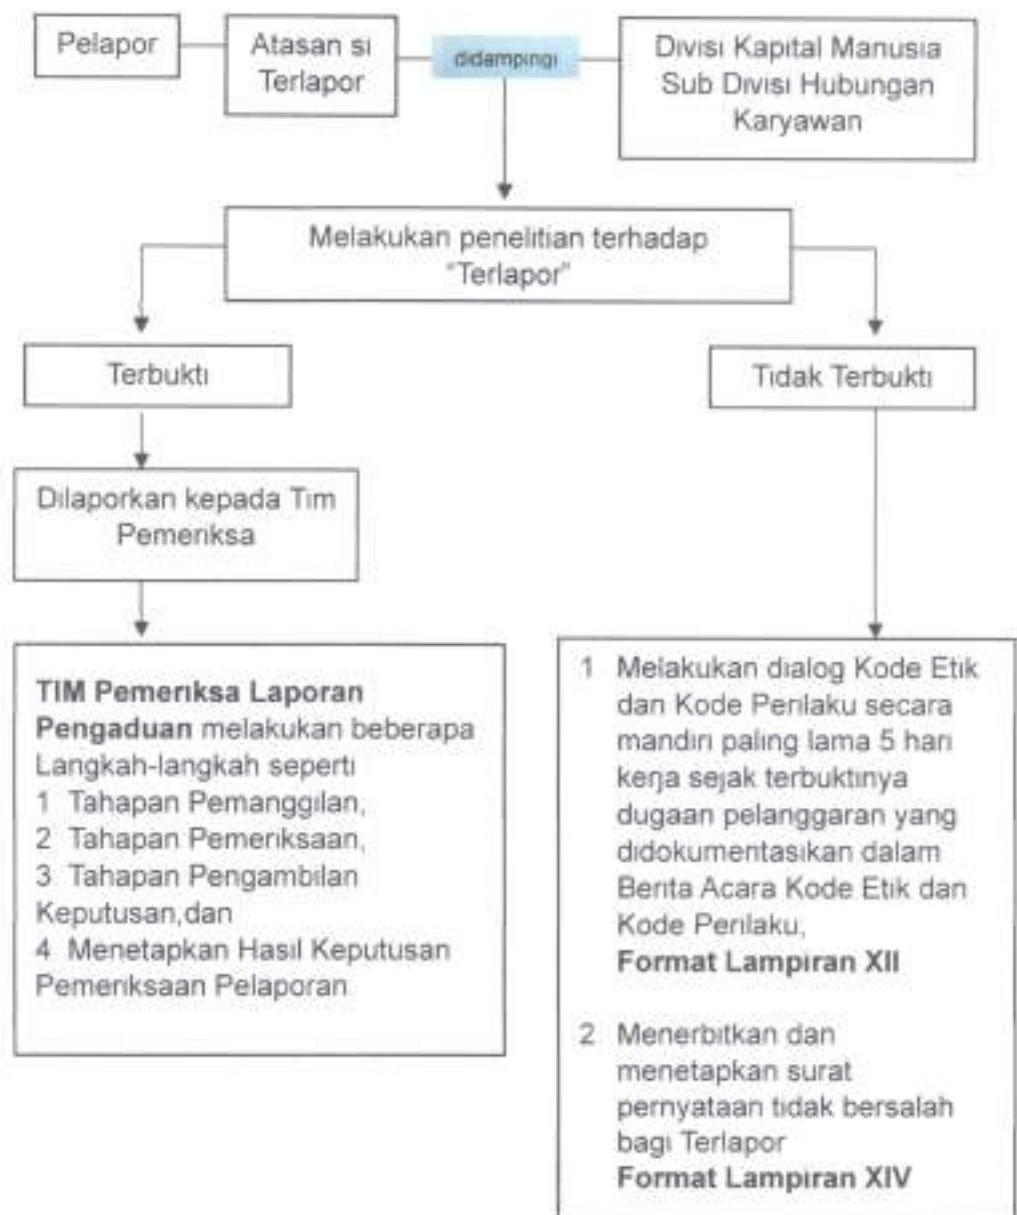 Pelapor
Atasan si
Terlapor
didampingi
Divisi Kapital Manusia
Sub Divisi Hubungan
Karyawan
Melakukan penelitian terhadap
"Terlapor"
Terbukti
Tidak Terbukti
Dilaporkan kepada Tim
Pemeriksa
TIM Pemeriksa Laporan
Pengaduan melakukan beberapa
Langkah-langkah seperti
1 Tahapan Pemanggilan,
2 Tahapan Pemeriksaan,
3 Tahapan Pengambilan
Keputusan,dan
4 Menetapkan Hasil Keputusan
Pemeriksaan Pelaporan
1 Melakukan dialog Kode Etik
dan Kode Perilaku secara
mandiri paling lama 5 hari
kerja sejak terbuktinya
dugaan pelanggaran yang
didokumentasikan dalam
Berita Acara Kode Etik dan
Kode Perilaku,
Format Lampiran XII
2 Menerbitkan dan
menetapkan surat
pernyataan tidak bersalah
bagi Terlapor
Format Lampiran XIV